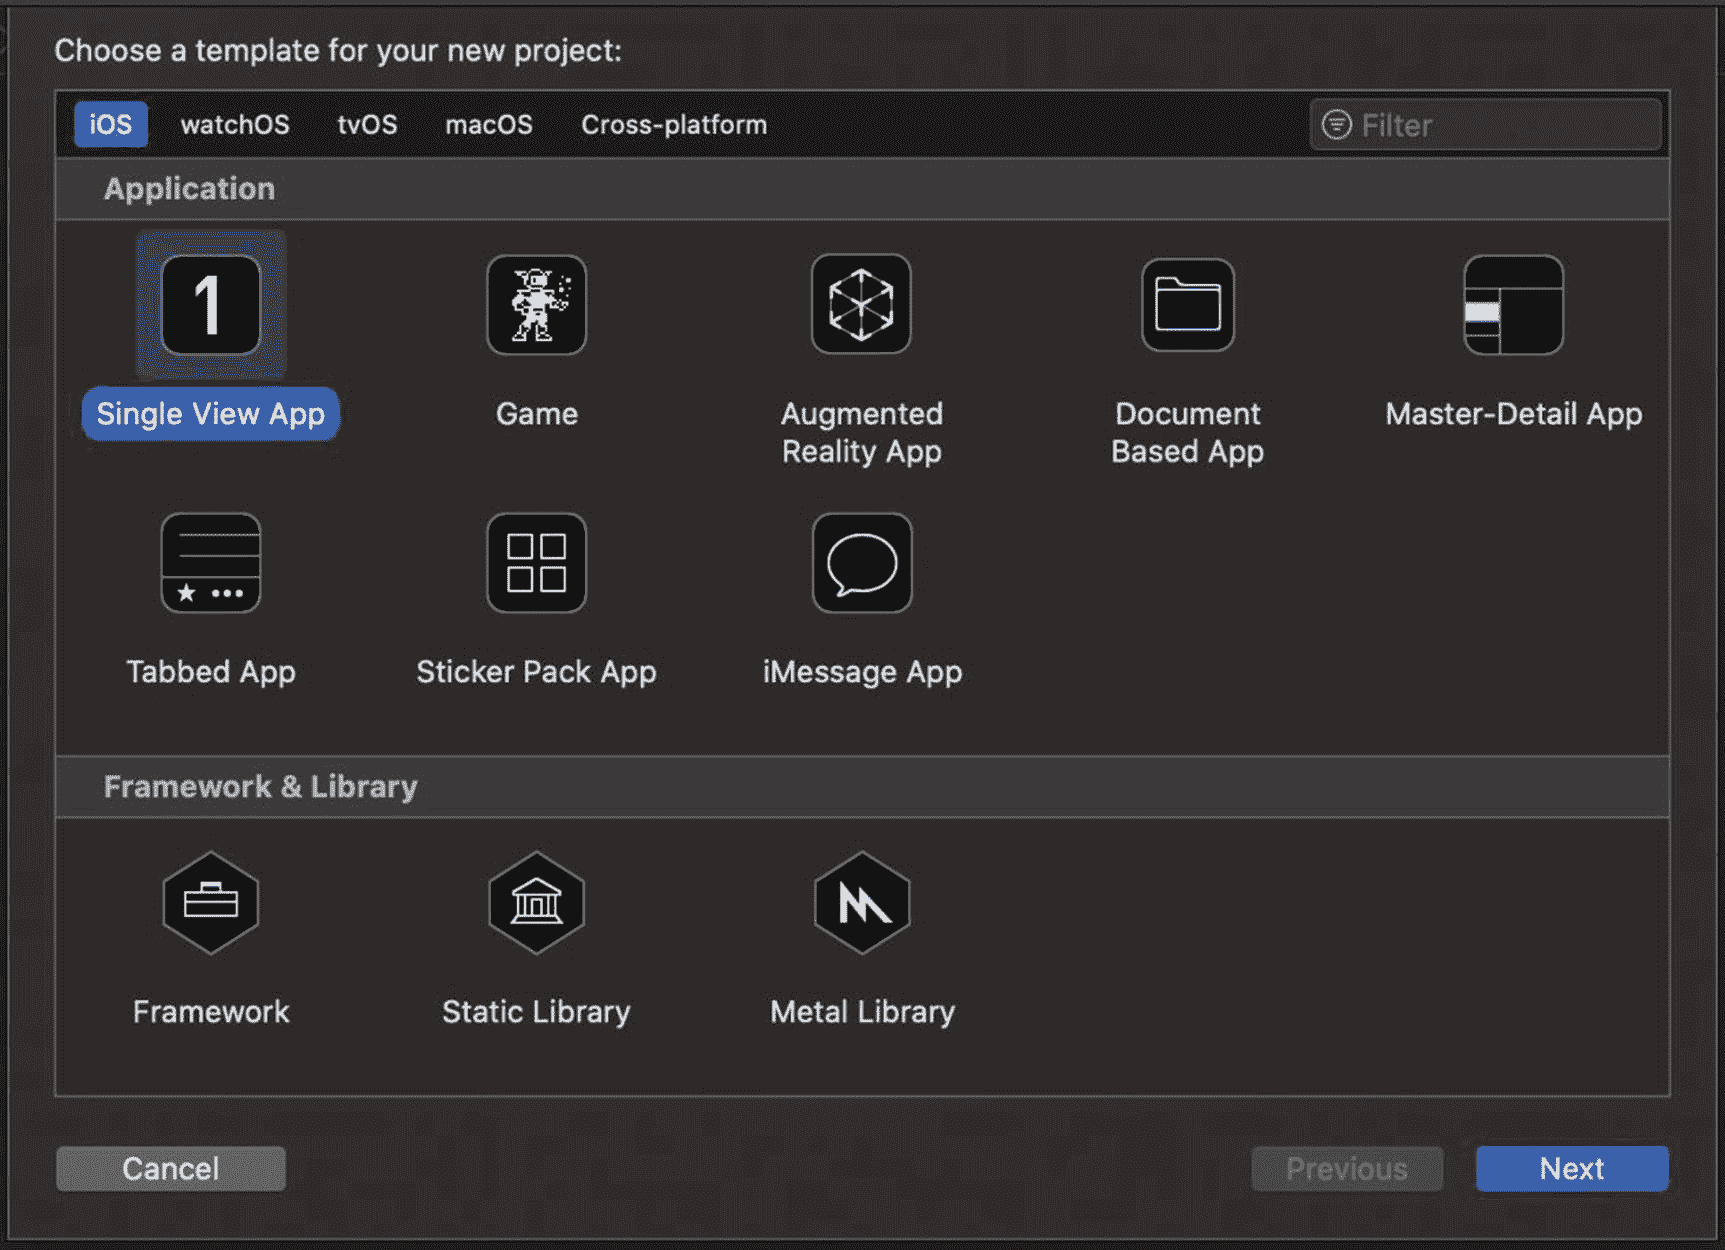 Choose a template for your new project:
iOS watchOS tvOS macOS Cross-platform Filter
Application
1
Single View App Game Augmented Reality App Document Based App Master-Detail App
Tabbed App Sticker Pack App iMessage App
Framework & Library
Framework Static Library Metal Library
Cancel Previous Next